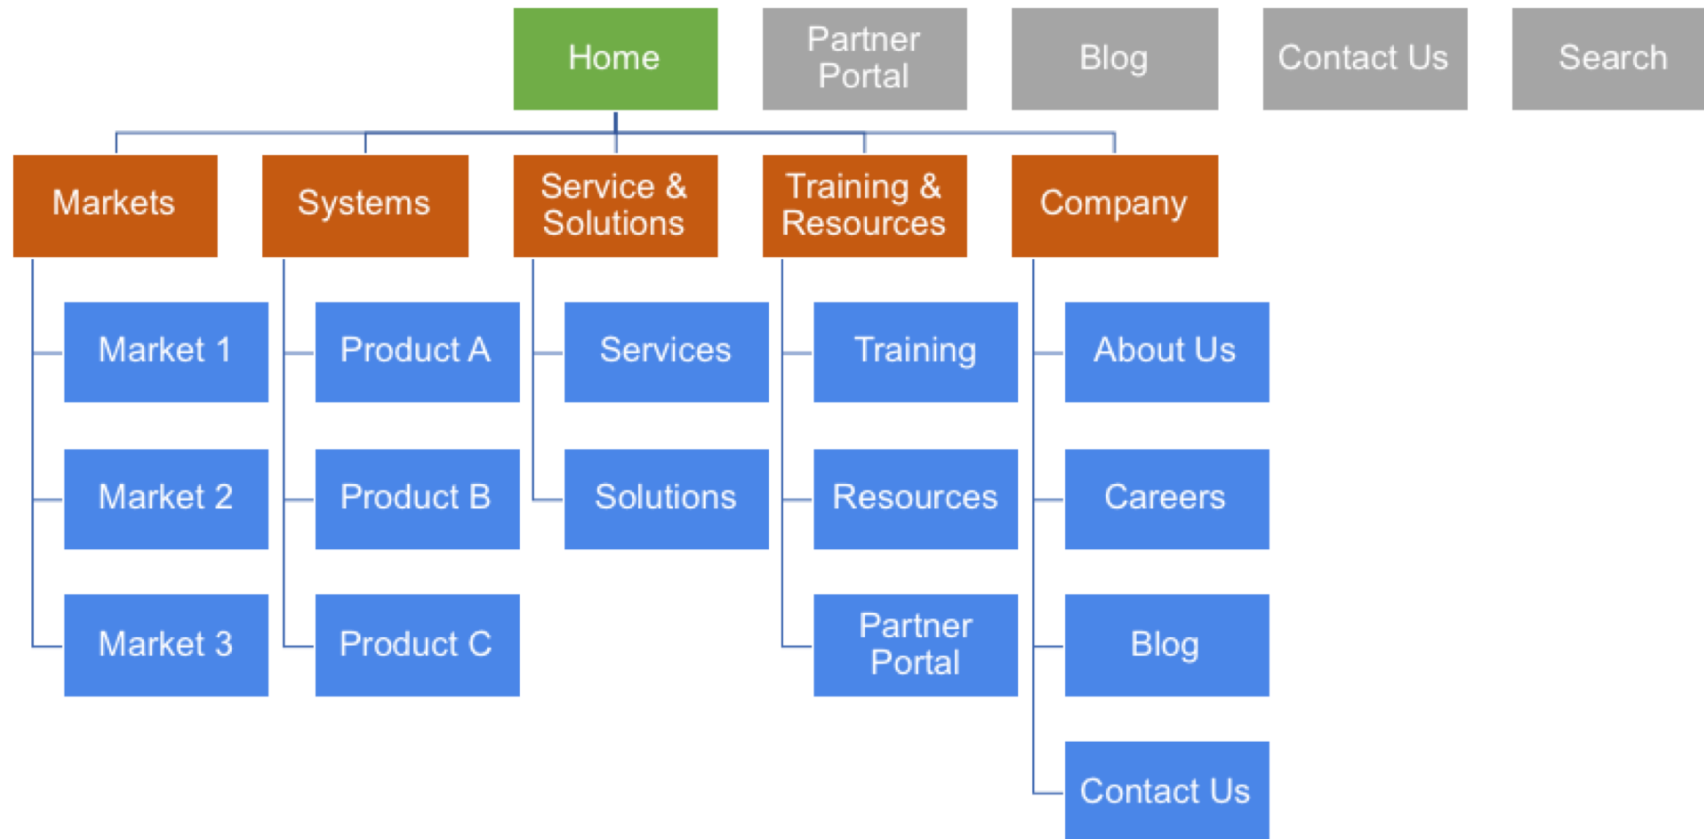 Home
Partner
Portal
Blog
Contact Us
Search
Markets
Systems
Service &
Solutions
Training &
Resources
Company
Market 1
Product A
Services
Training
About Us
Market 2
Product B
Solutions
Resources
Careers
Market 3
Product C
Partner
Portal
Blog
Contact Us